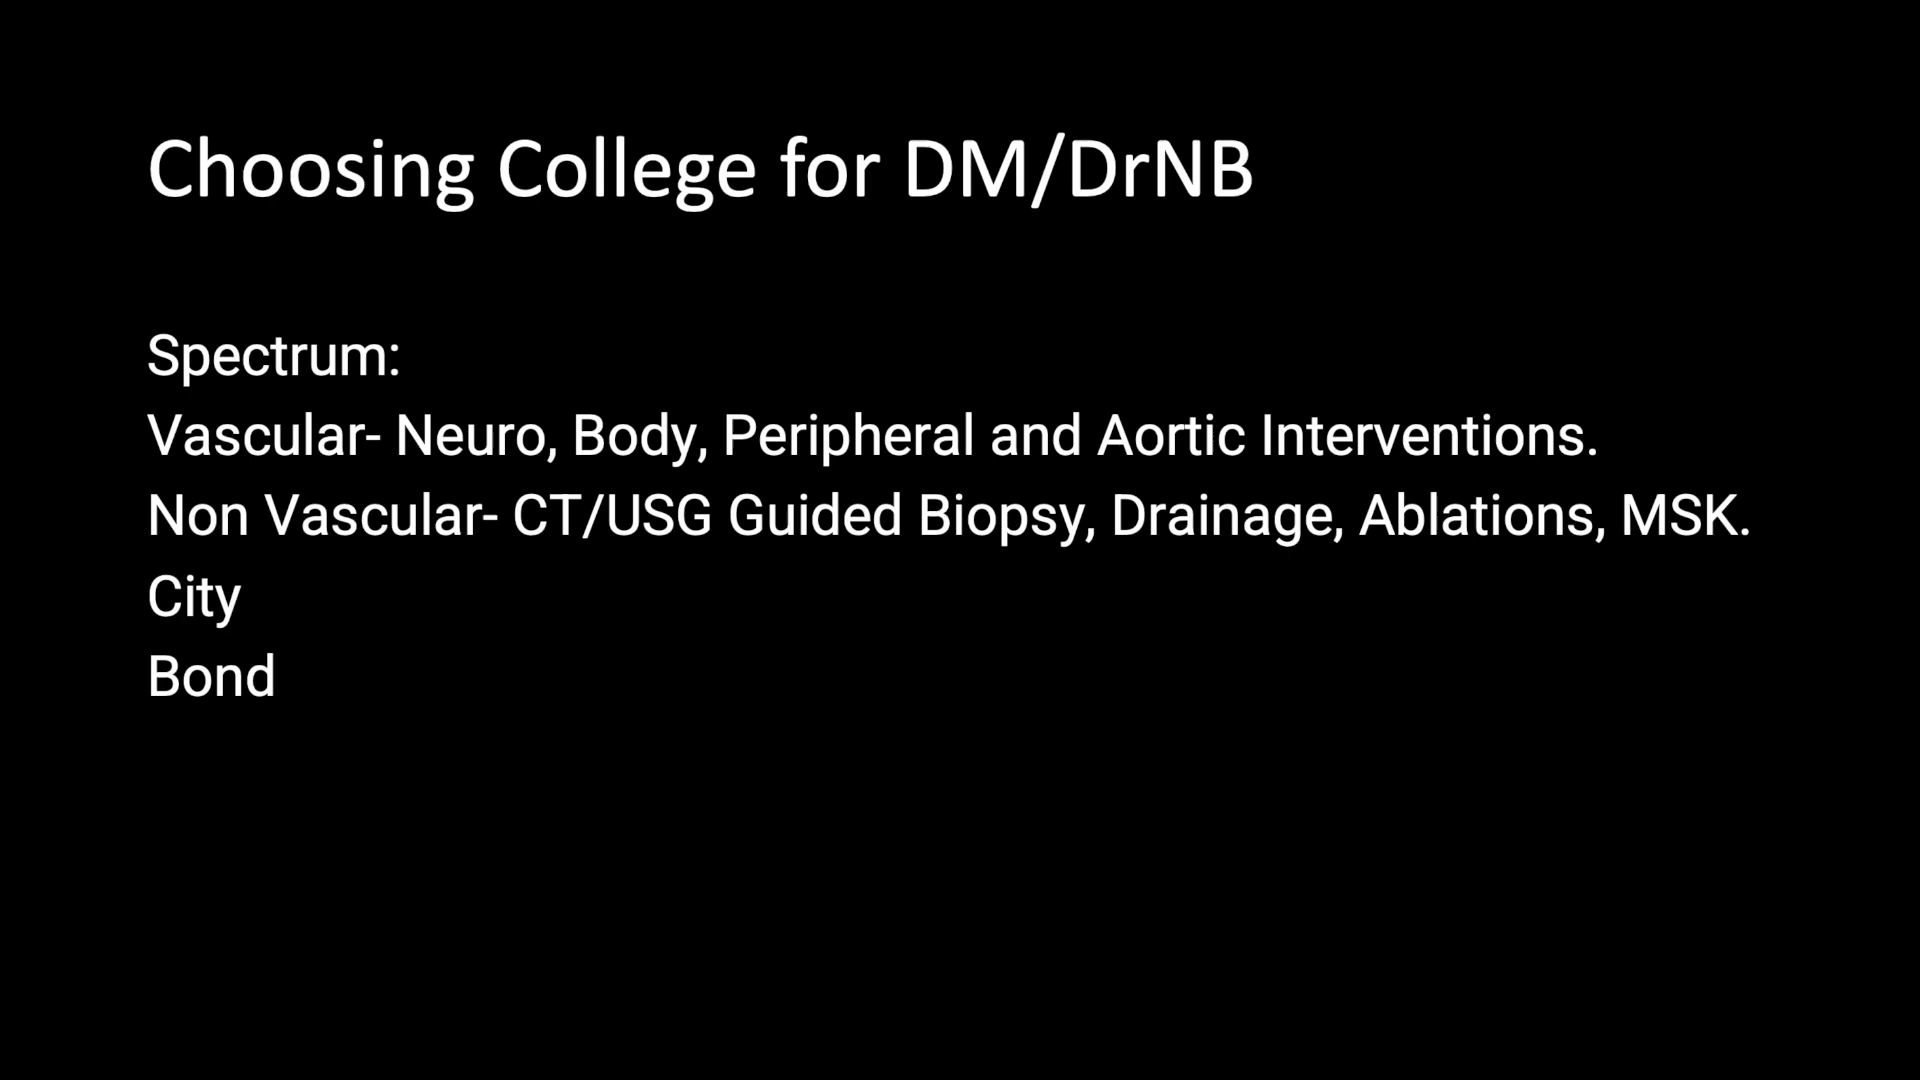 Choosing College for DM/DrNB
Spectrum:
Vascular- Neuro, Body, Peripheral and Aortic Interventions.
Non Vascular- CT/USG Guided Biopsy, Drainage, Ablations, MSK.
City
Bond